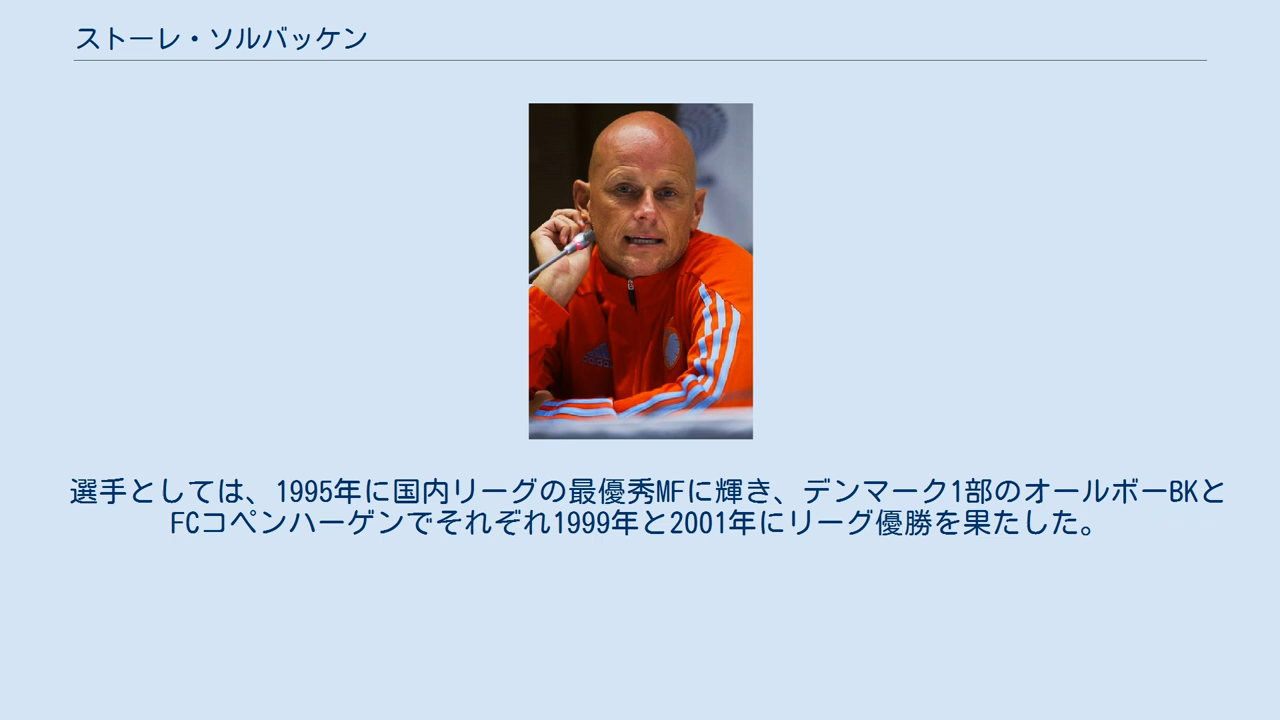 ストーレ・ソルバッケン
選手としては、1995年に国内リーグの最優秀MFに輝き、デンマーク1部のオールボーBKと
FCコペンハーゲンでそれぞれ1999年と2001年にリーグ優勝を果たした。